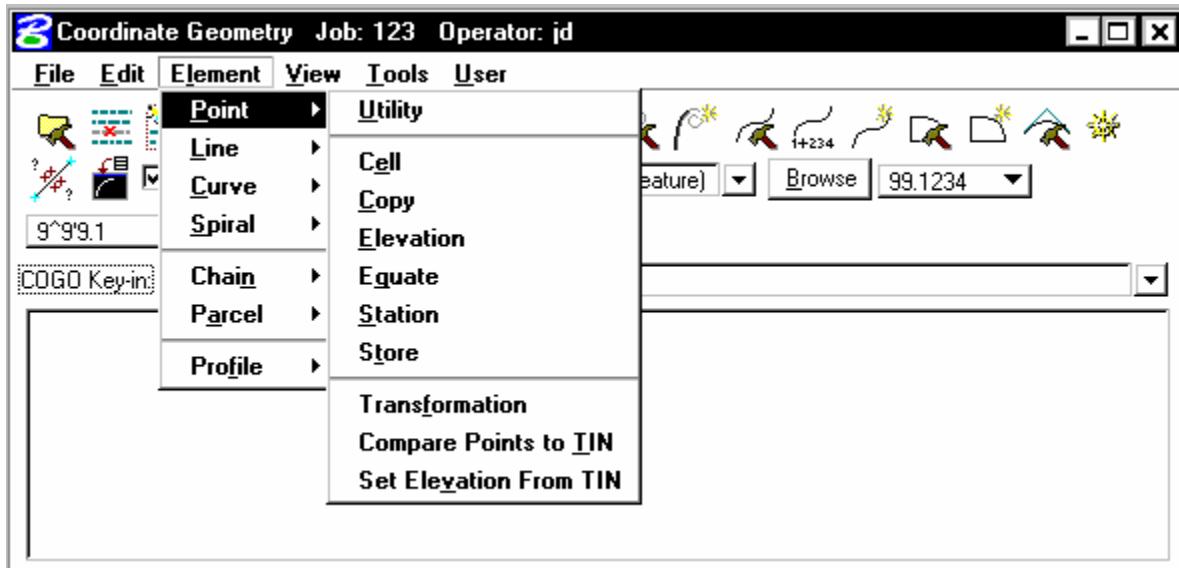 Coordinate Geometry Job: 123 Operator: jd
File Edit Element View Tools User
Point
Line
Curve
Spiral
Chain
Parcel
Profile
Utility
Cell
Copy
Elevation
Equate
Station
Store
Transformation
Compare Points to TIN
Set Elevation From TIN
1+234
eature)
Browse
99.1234
9^9'9.1
COGO Key-in: